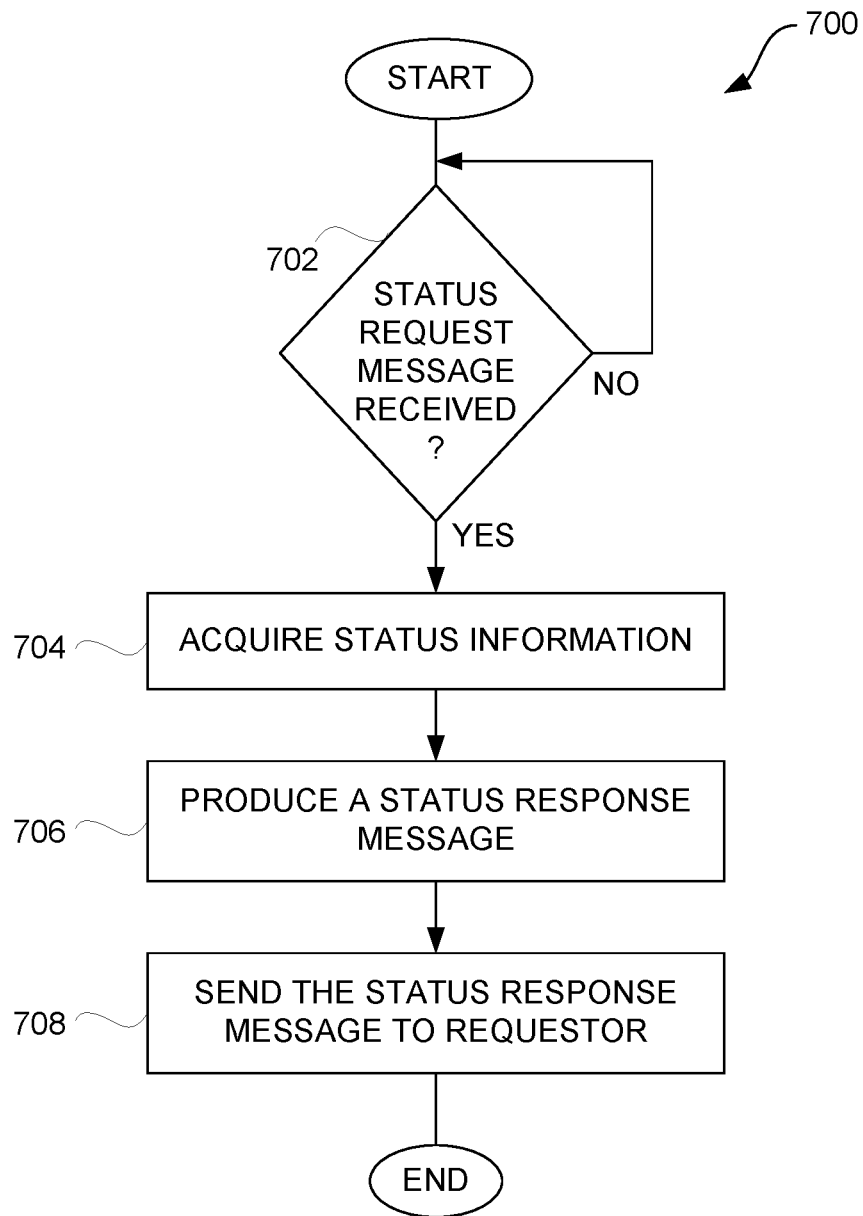 700
START
702
STATUS
REQUEST
MESSAGE
RECEIVED
?
NO
YES
704
ACQUIRE STATUS INFORMATION
706
PRODUCE A STATUS RESPONSE
MESSAGE
708
SEND THE STATUS RESPONSE
MESSAGE TO REQUESTOR
END